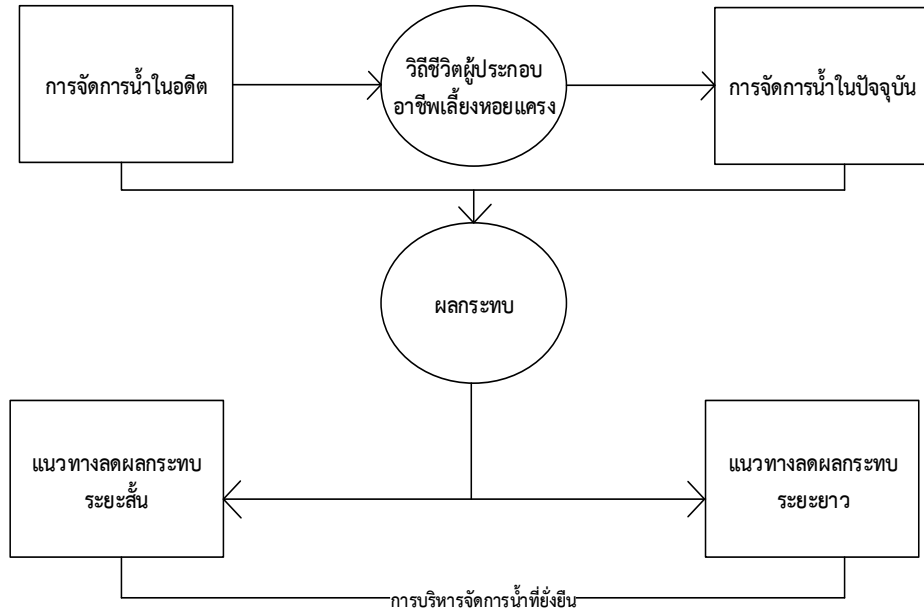 การจัดการน้ำในอดีต
วิถีชีวิตผู้ประกอบ
อาชีพเลี้ยงหอยแครง
การจัดการน้ำในปัจจุบัน
ผลกระทบ
แนวทางลดผลกระทบ
ระยะสั้น
แนวทางลดผลกระทบ
ระยะยาว
การบริหารจัดการน้ำที่ยั่งยืน